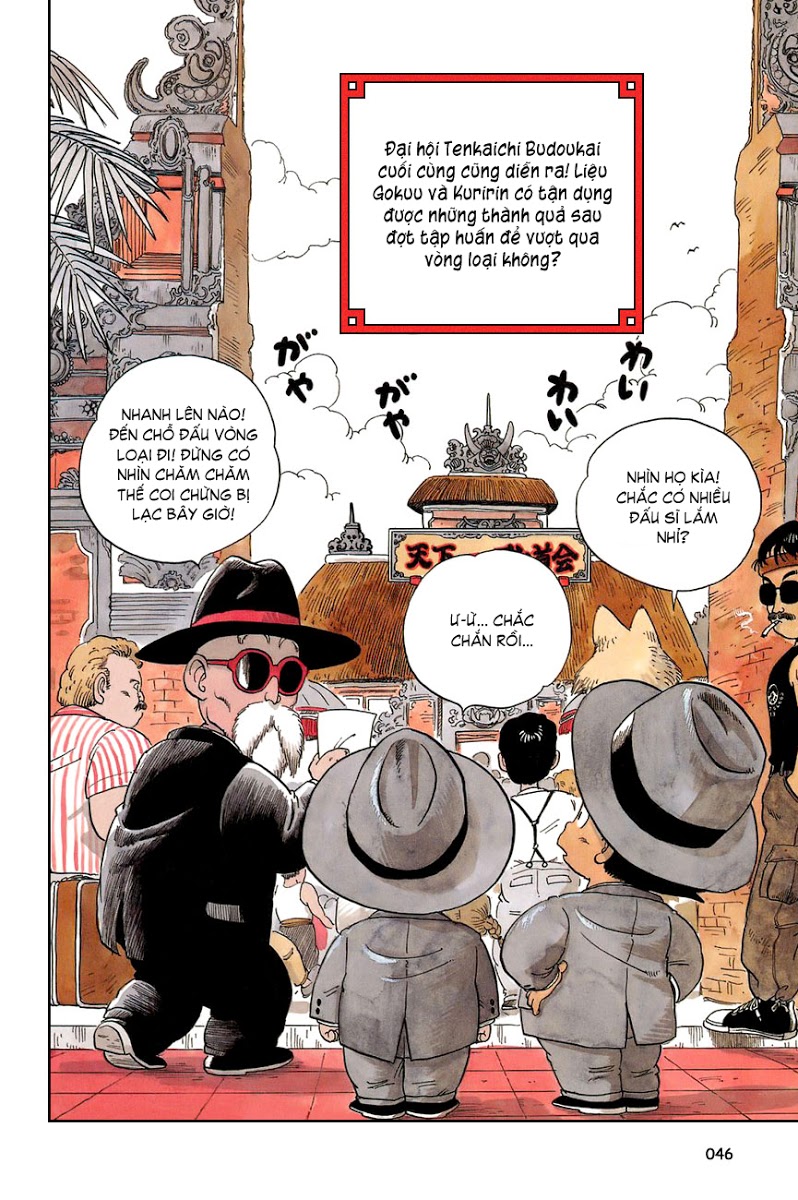 Đại hội Tenkaichi Budoukai
cuối cùng cũng diễn ra! Liệu
Gokuu và Kuririn có tận dụng
được những thành quả sau
đợt tập huấn để vượt qua
vòng loại không?
がや
がや
わい
わい
NHANH LÊN NÀO!
ĐẾN CHỖ ĐẤU VÒNG
LOẠI ĐI! ĐỪNG CÓ
NHÌN CHĂM CHĂM
THẾ COI CHỪNG BỊ
LẠC BÂY GIỜ!
NHÌN HỌ KÌA!
CHẮC CÓ NHIỀU
ĐẤU SĨ LẮM
NHỈ?
天下
会
Ư-Ừ... CHẮC
CHẮN RỒI...
046